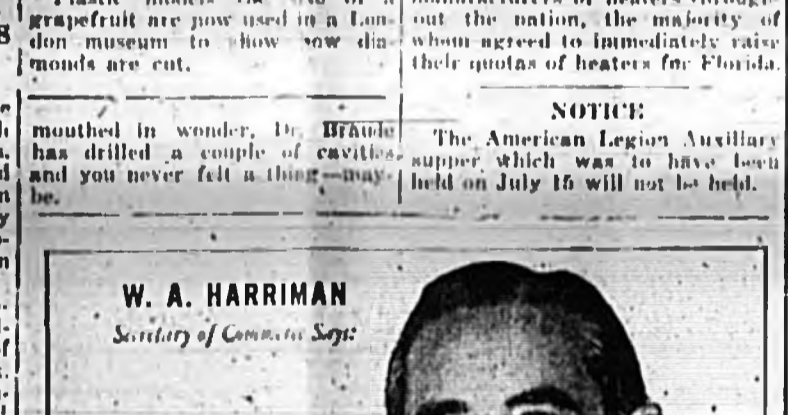 grapefruit are now used in a Lon-
don museum to show how dia-
monds are cut.
mouthed in wonder, Dr. Braude
has drilled a couple of cavities
and you never felt a thing—may-
be.
out the nation, the majority of
whom agreed to immediately raise
their quotas of heaters for Florida.
NOTICE
The American Legion Auxiliary
supper which was to have been
held on July 15 will not be held.
W. A. HARRIMAN
Secretary of Commerce Says: